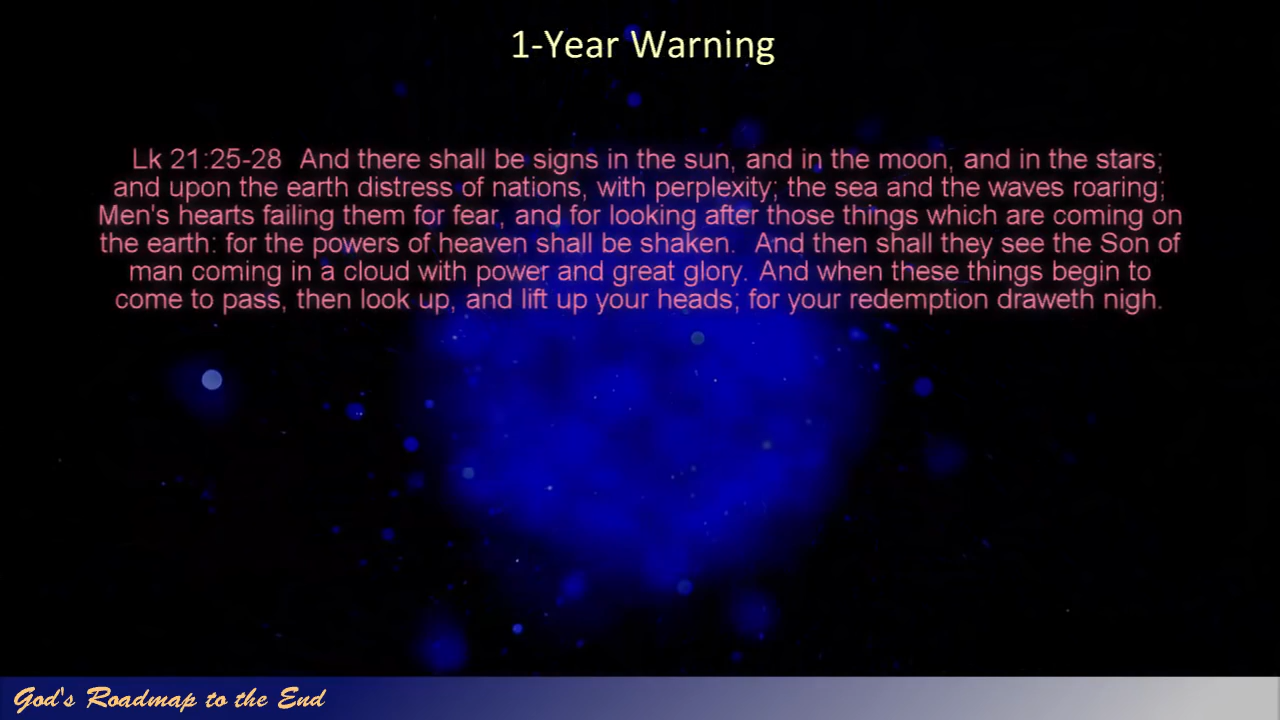 1-Year Warning
Lk 21:25-28  And there shall be signs in the sun, and in the moon, and in the stars;
and upon the earth distress of nations, with perplexity; the sea and the waves roaring;
Men's hearts failing them for fear, and for looking after those things which are coming on
the earth: for the powers of heaven shall be shaken.  And then shall they see the Son of
man coming in a cloud with power and great glory. And when these things begin to
come to pass, then look up, and lift up your heads; for your redemption draweth nigh.
God's Roadmap to the End